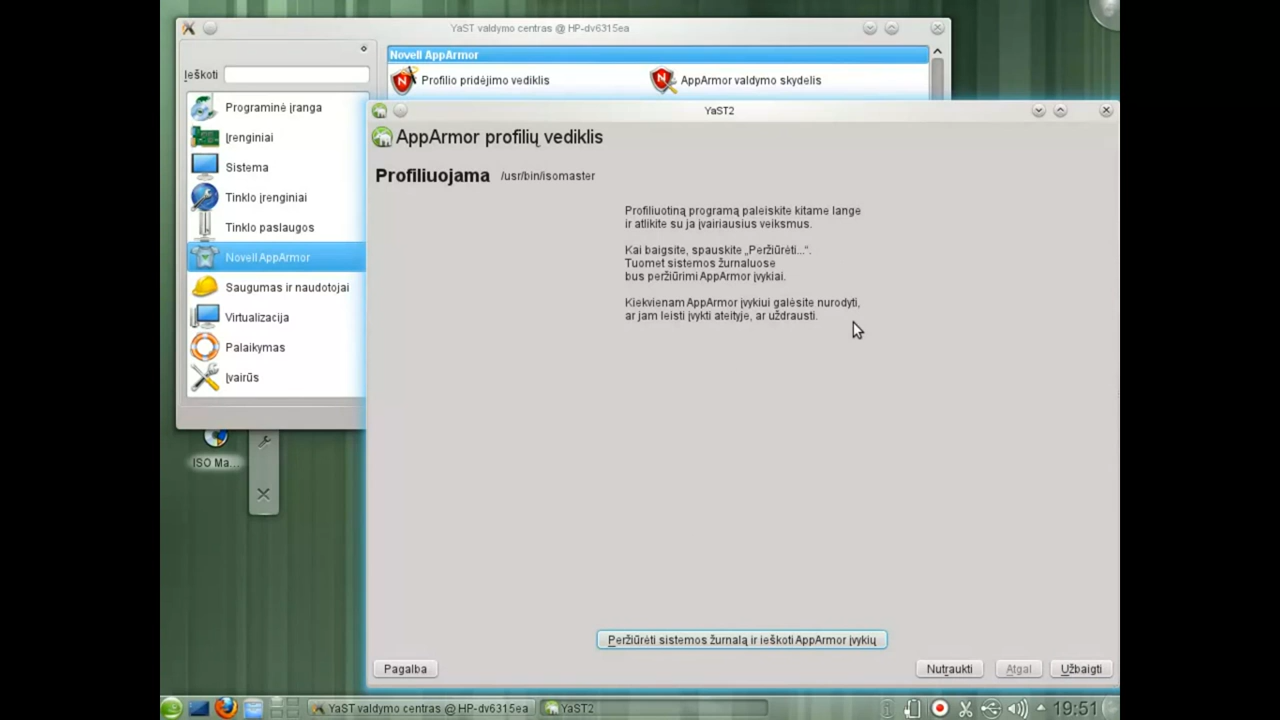 YaST valdymo centras @ HP-dv6315ea
Ieškoti
Novell AppArmor
Profilio pridėjimo vediklis
AppArmor valdymo skydelis
Programinė įranga
Įrenginiai
Sistema
Tinklo įrenginiai
Tinklo paslaugos
Novell AppArmor
Saugumas ir naudotojai
Virtualizacija
Palaikymas
Įvairūs
YaST2
AppArmor profilių vediklis
Profiliuojama /usr/bin/isomaster
Profiliuotiną programą paleiskite kitame lange
ir atlikite su ja įvairiausius veiksmus.
Kai baigsite, spauskite „Peržiūrėti...“.
Tuomet sistemos žurnaluose
bus peržiūrimi AppArmor įvykiai.
Kiekvienam AppArmor įvykiui galėsite nurodyti,
ar jam leisti įvykti ateityje, ar uždrausti.
Peržiūrėti sistemos žurnalą ir ieškoti AppArmor įvykių
Pagalba
Nutraukti
Atgal
Užbaigti
ISO Ma...
YaST valdymo centras @ HP-dv6315ea
YaST2
19:51